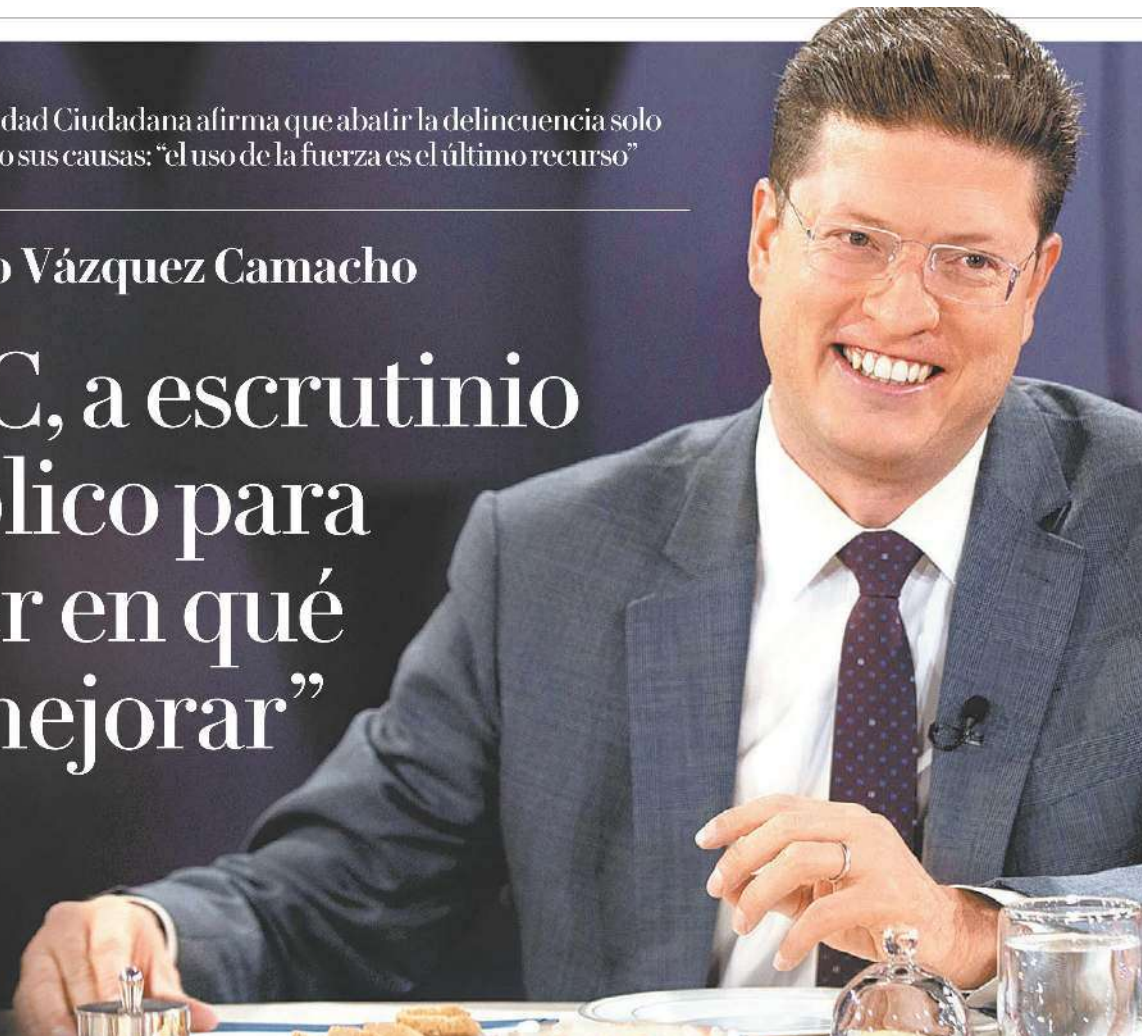 dad Ciudadana afirma que abatir la delincuencia solo
o sus causas: “el uso de la fuerza es el último recurso”
o Vázquez Camacho
C, a escrutinio
lico para
r en qué
mejorar”